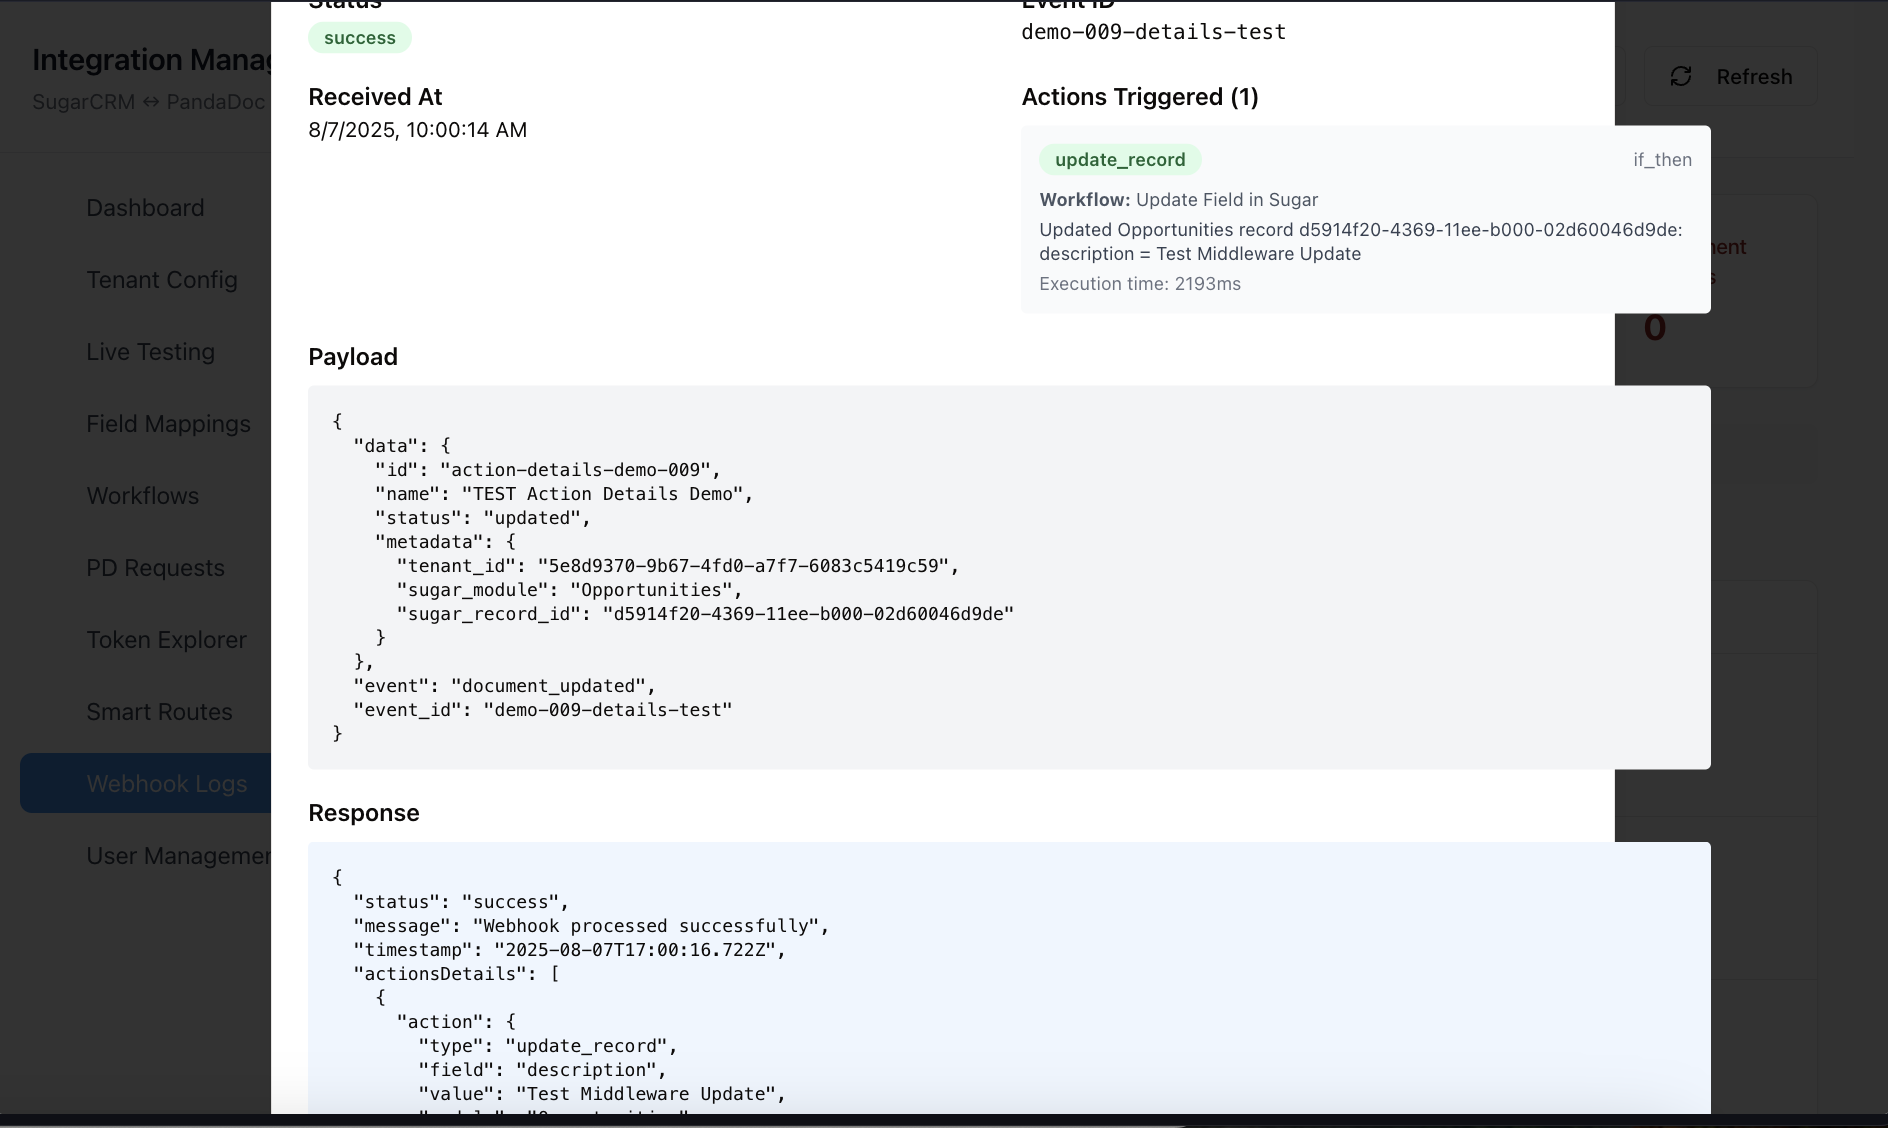 Status
Event ID
success
demo-009-details-test
Integration Manag
SugarCRM ↔ PandaDoc
Refresh
Received At
Actions Triggered (1)
8/7/2025, 10:00:14 AM
update_record
if_then
Workflow: Update Field in Sugar
Updated Opportunities record d5914f20-4369-11ee-b000-02d60046d9de:
description = Test Middleware Update
Execution time: 2193ms
0
Dashboard
Tenant Config
Live Testing
Field Mappings
Workflows
PD Requests
Token Explorer
Smart Routes
Webhook Logs
User Managemen
Payload
{
"data": {
"id": "action-details-demo-009",
"name": "TEST Action Details Demo",
"status": "updated",
"metadata": {
"tenant_id": "5e8d9370-9b67-4fd0-a7f7-6083c5419c59",
"sugar_module": "Opportunities",
"sugar_record_id": "d5914f20-4369-11ee-b000-02d60046d9de"
}
},
"event": "document_updated",
"event_id": "demo-009-details-test"
}
Response
{
"status": "success",
"message": "Webhook processed successfully",
"timestamp": "2025-08-07T17:00:16.722Z",
"actionsDetails": [
{
"action": {
"type": "update_record",
"field": "description",
"value": "Test Middleware Update",